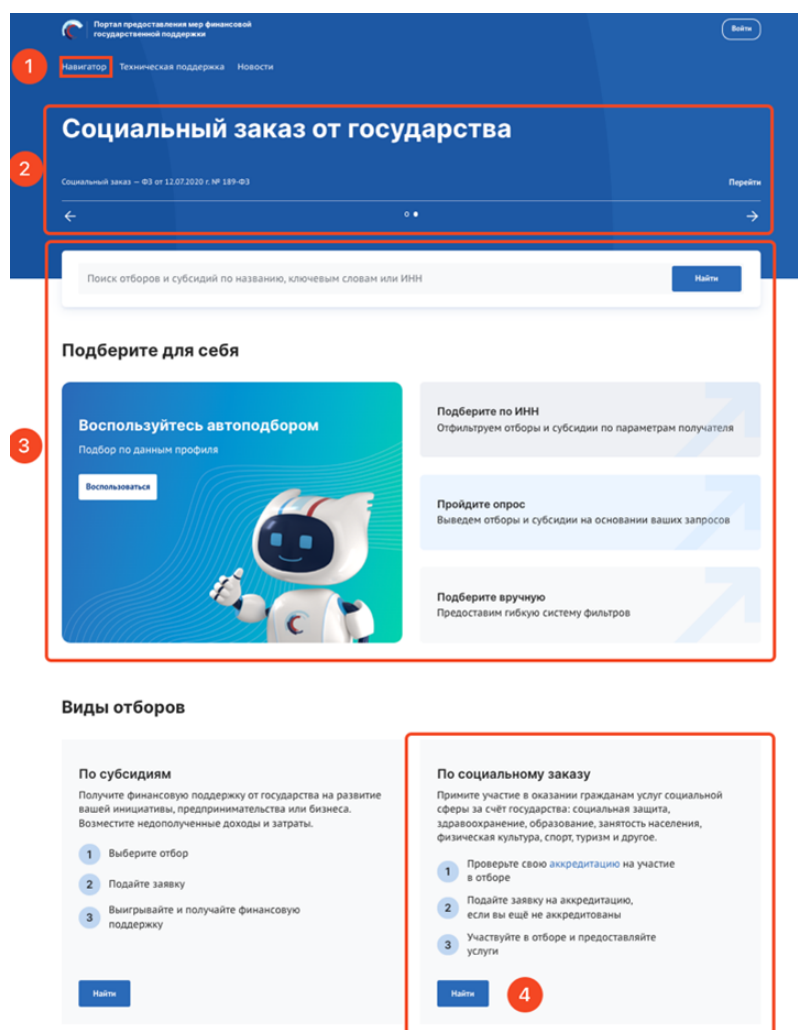 Портал предоставления мер финансовой
государственной поддержки
Войти
1
Навигатор Техническая поддержка Новости
Социальный заказ от государства
2
Социальный заказ – ФЗ от 12.07.2020 г. № 189-ФЗ
Перейти
Поиск отборов и субсидий по названию, ключевым словам или ИНН
Найти
Подберите для себя
3
Воспользуйтесь автоподбором
Подбор по данным профиля
Воспользоваться
Подберите по ИНН
Отфильтруем отборы и субсидии по параметрам получателя
Пройдите опрос
Выведем отборы и субсидии на основании ваших запросов
Подберите вручную
Предоставим гибкую систему фильтров
Виды отборов
По субсидиям
Получите финансовую поддержку от государства на развитие
вашей инициативы, предпринимательства или бизнеса.
Возместите недополученные доходы и затраты.
1 Выберите отбор
2 Подайте заявку
3 Выигрывайте и получайте финансовую
поддержку
Найти
По социальному заказу
Примите участие в оказании гражданам услуг социальной
сферы за счёт государства: социальная защита,
здравоохранение, образование, занятость населения,
физическая культура, спорт, туризм и другое.
1 Проверьте свою аккредитацию на участие
в отборе
2 Подайте заявку на аккредитацию,
если вы ещё не аккредитованы
3 Участвуйте в отборе и предоставляйте
услуги
Найти
4